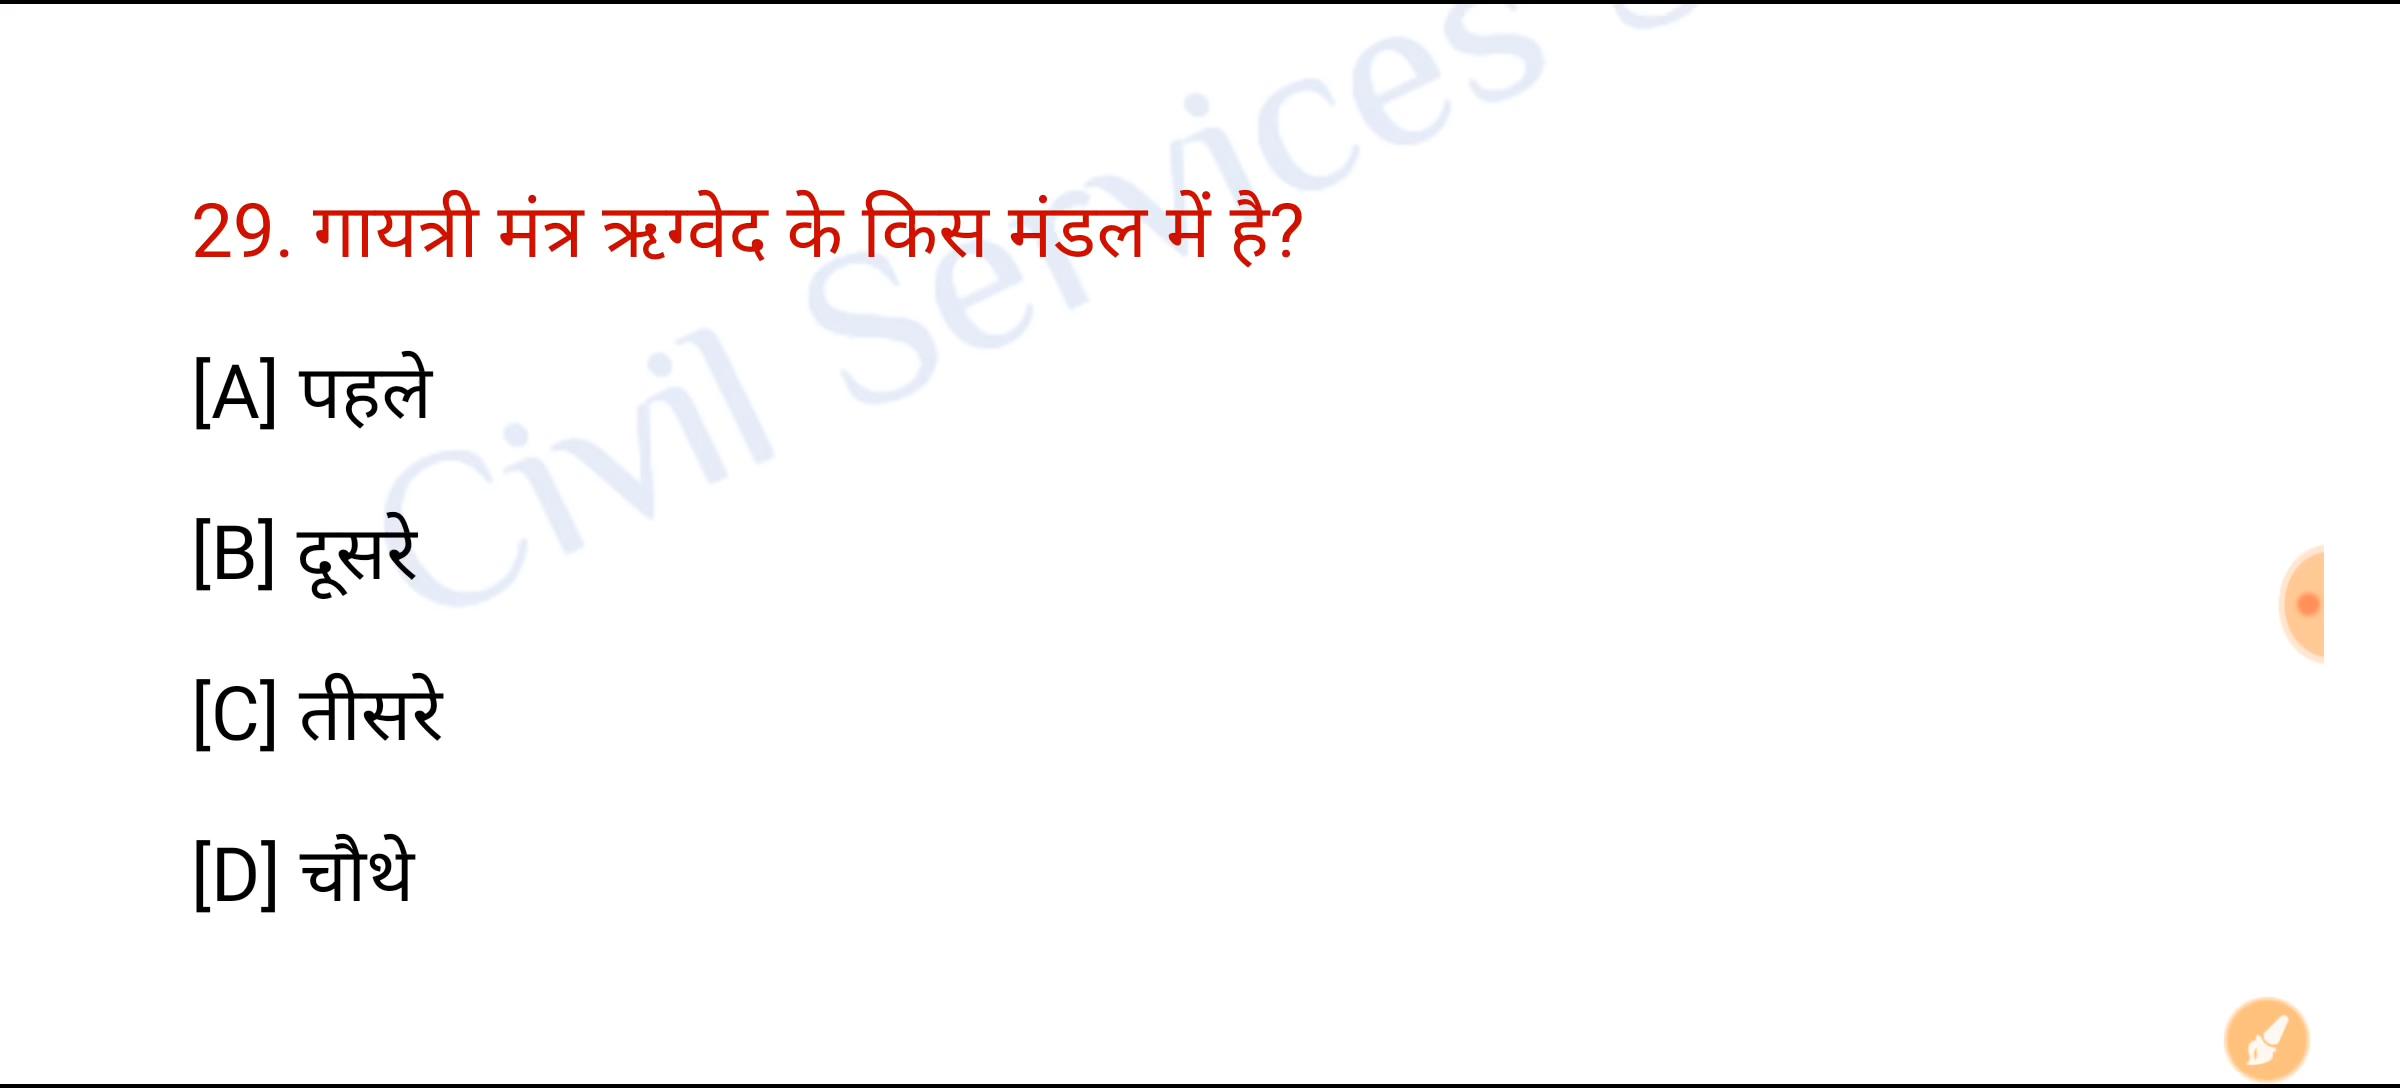 Civil Services
29. गायत्री मंत्र ऋग्वेद के किस मंडल में है?
[A] पहले
[B] दूसरे
[C] तीसरे
[D] चौथे